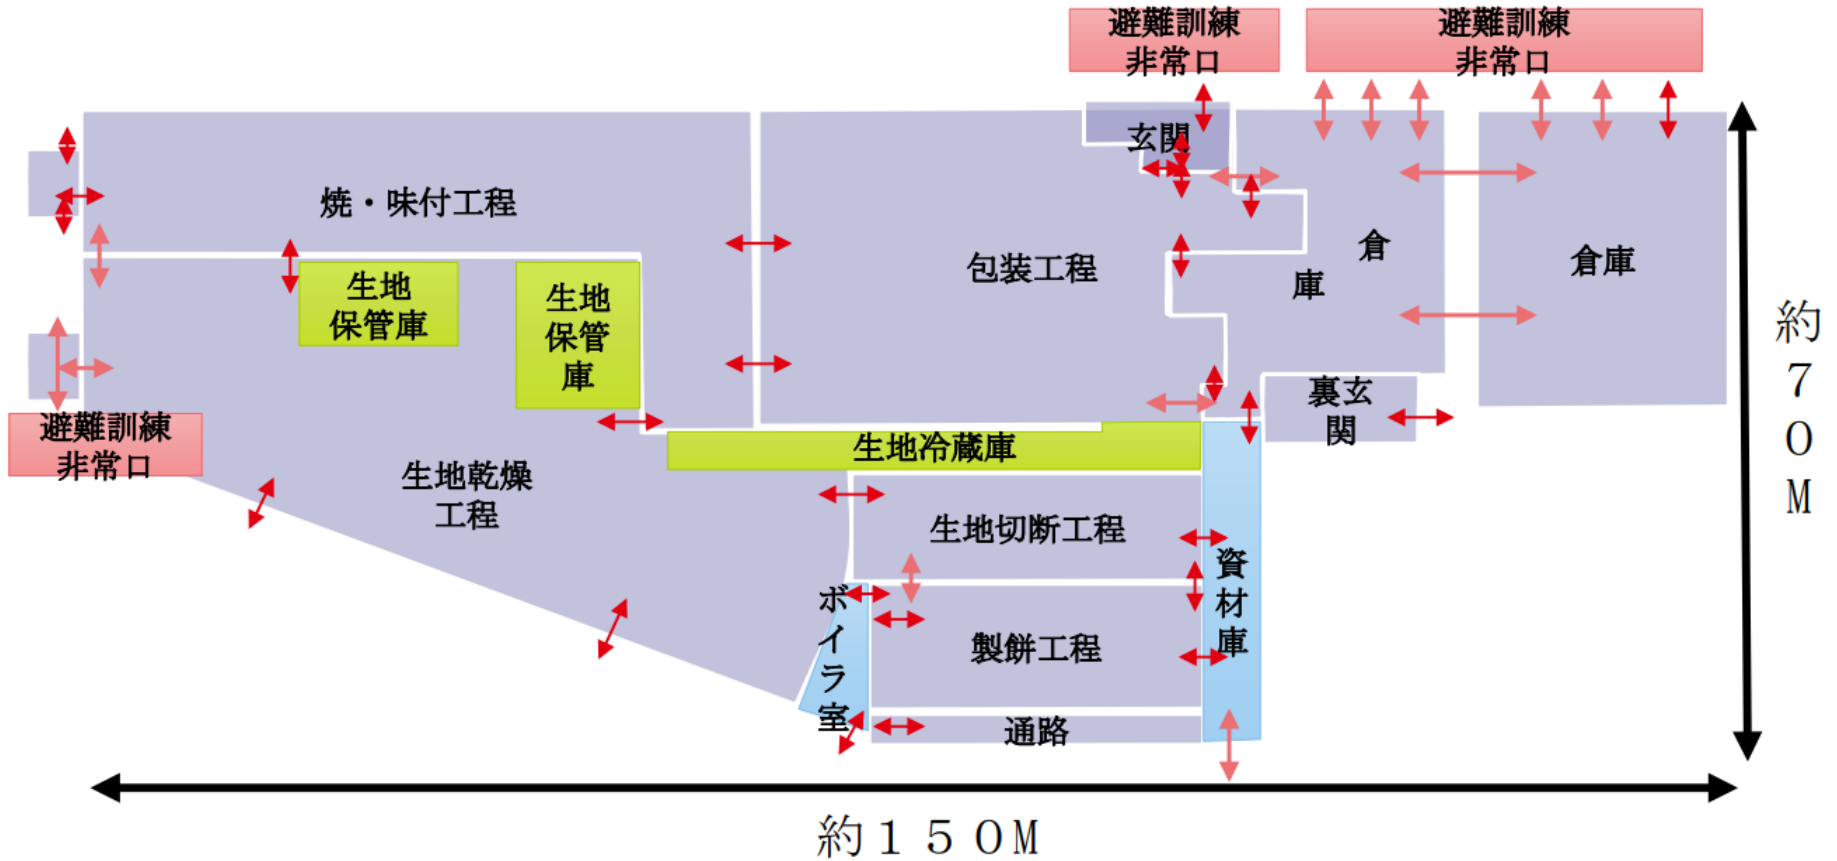 避難訓練
非常口
避難訓練
非常口
玄関
焼・味付工程
包装工程
倉
庫
倉庫
生地
保管庫
生地
保管
庫
約
７
０
Ｍ
裏玄
関
避難訓練
非常口
生地冷蔵庫
生地乾燥
工程
生地切断工程
資
材
庫
ボ
イ
ラ
室
製餅工程
通路
約１５０Ｍ